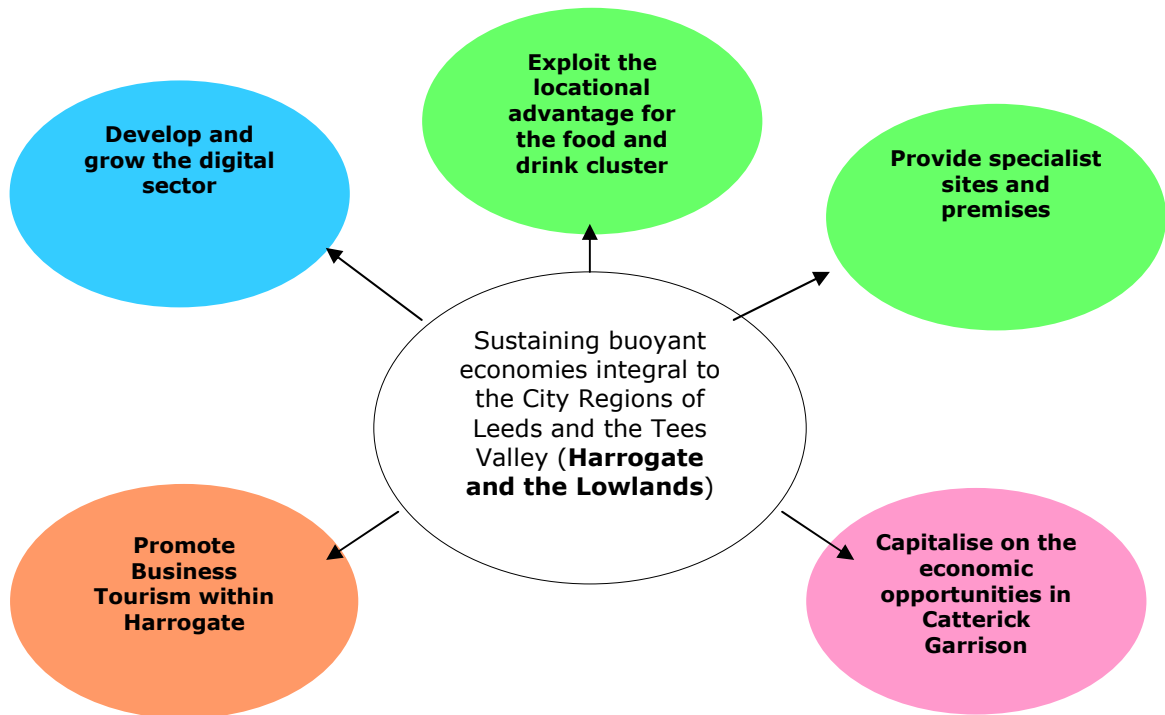 Develop and
grow the digital
sector
Exploit the
locational
advantage for
the food and
drink cluster
Provide specialist
sites and
premises
Sustaining buoyant
economies integral to
the City Regions of
Leeds and the Tees
Valley (Harrogate
and the Lowlands)
Promote
Business
Tourism within
Harrogate
Capitalise on the
economic
opportunities in
Catterick
Garrison